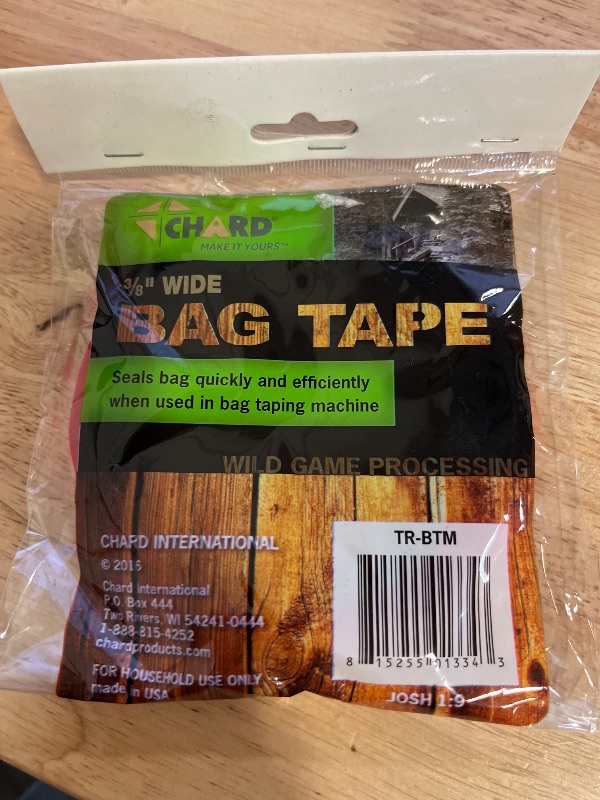 CHARD™
MAKE IT YOURS™
3/8" WIDE
BAG TAPE
Seals bag quickly and efficiently
when used in bag taping machine
WILD GAME PROCESSING
CHARD INTERNATIONAL
© 2015
Chard International
P.O. Box 444
Two Rivers, WI 54241-0444
1-888-815-4252
chardproducts.com
FOR HOUSEHOLD USE ONLY
made in USA
TR-BTM
8 15255 01334 3
JOSH 1:9